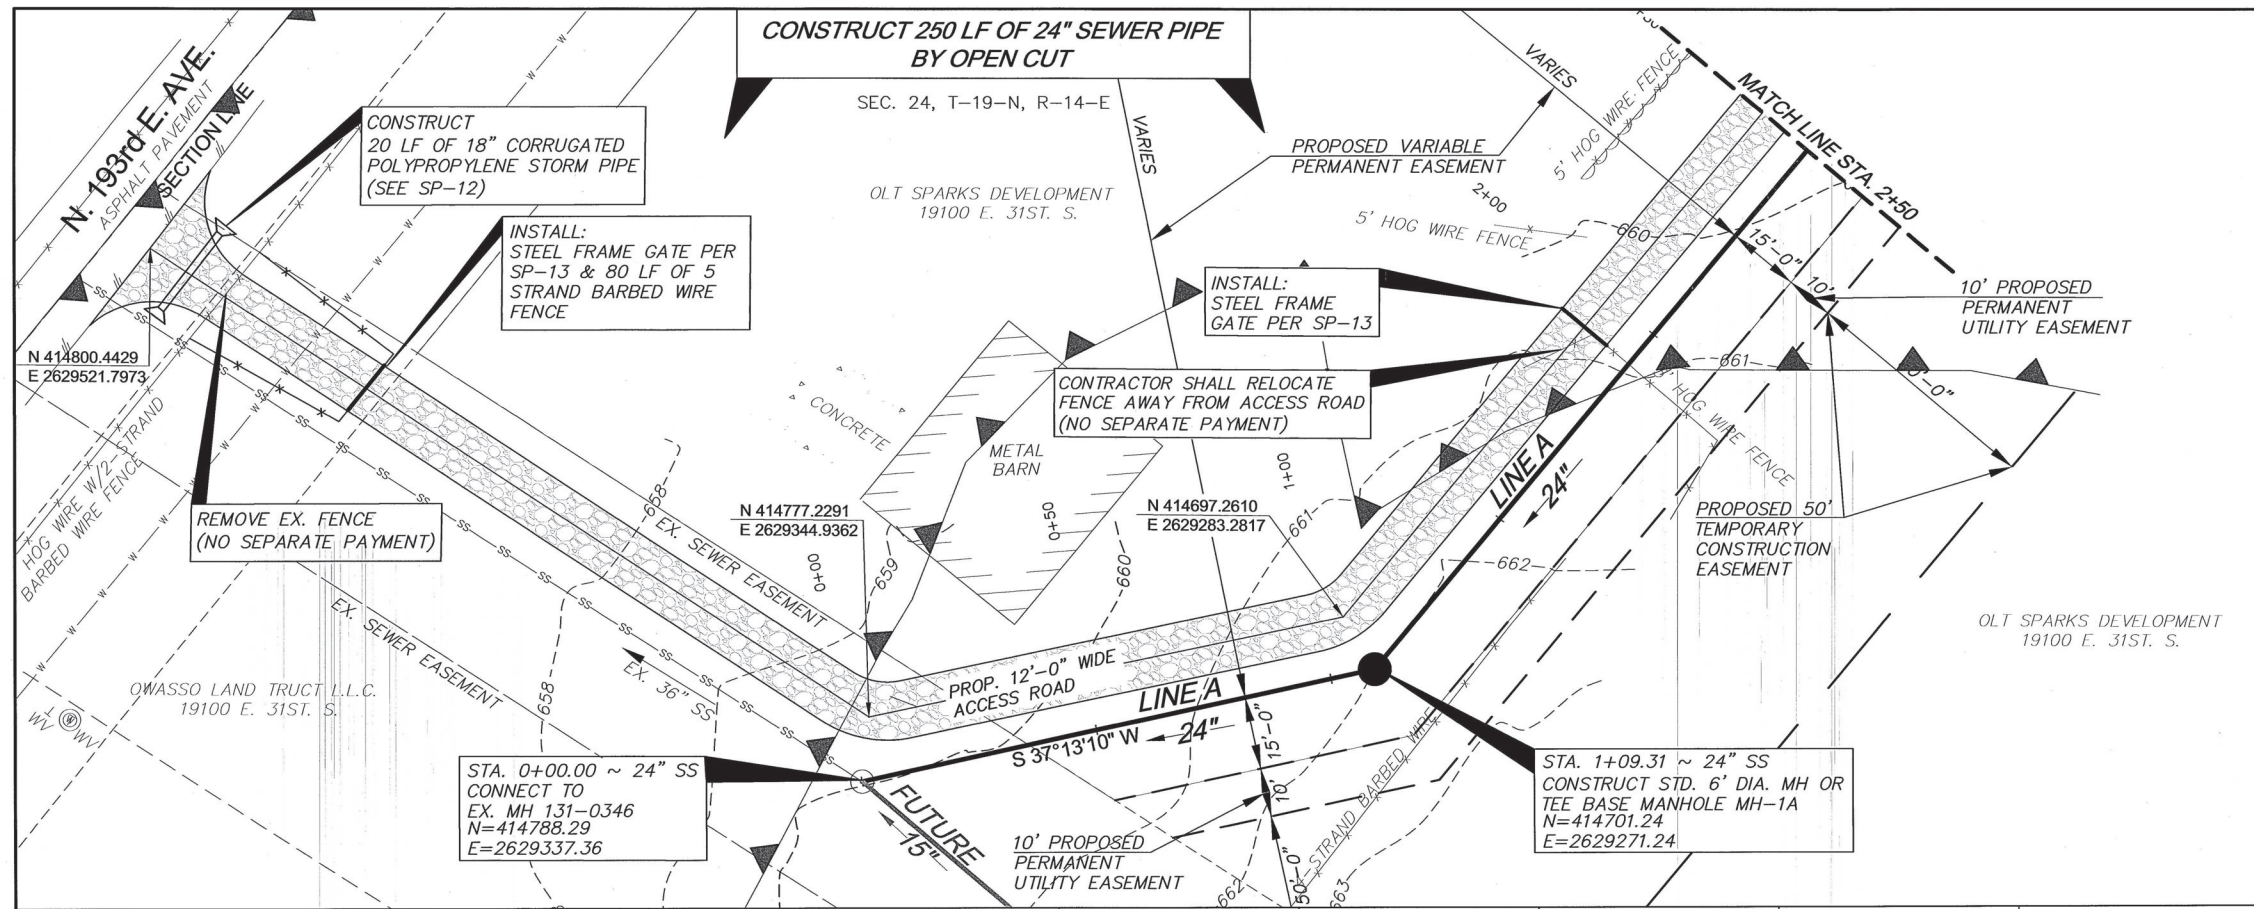 CONSTRUCT 250 LF OF 24" SEWER PIPE
BY OPEN CUT
SEC. 24, T-19-N, R-14-E
N. 193rd E. AVE.
ASPHALT PAVEMENT
SECTION LINE
CONSTRUCT
20 LF OF 18" CORRUGATED
POLYPROPYLENE STORM PIPE
(SEE SP-12)
INSTALL:
STEEL FRAME GATE PER
SP-13 & 80 LF OF 5
STRAND BARBED WIRE
FENCE
VARIES
VARIES
PROPOSED VARIABLE
PERMANENT EASEMENT
5' HOG WIRE FENCE
MATCH LINE STA. 2+50
OLT SPARKS DEVELOPMENT
19100 E. 31ST. S.
2+00
5' HOG WIRE FENCE
660
15'-0"
10'
10' PROPOSED
PERMANENT
UTILITY EASEMENT
INSTALL:
STEEL FRAME
GATE PER SP-13
N 414800.4429
E 2629521.7973
661
CONTRACTOR SHALL RELOCATE
FENCE AWAY FROM ACCESS ROAD
(NO SEPARATE PAYMENT)
HOG WIRE FENCE
CONCRETE
METAL
BARN
HOG WIRE W/2-STRAND
BARBED WIRE FENCE
REMOVE EX. FENCE
(NO SEPARATE PAYMENT)
658
EX. SEWER EASEMENT
N 414777.2291
E 2629344.9362
0+00
0+50
1+00
N 414697.2610
E 2629283.2817
661
LINE A
24"
PROPOSED 50'
TEMPORARY
CONSTRUCTION
EASEMENT
659
660
662
EX. SEWER EASEMENT
OLT SPARKS DEVELOPMENT
19100 E. 31ST. S.
OWASSO LAND TRUCT L.L.C.
19100 E. 31ST. S.
WV
W
WV
658
EX. 36" SS
PROP. 12'-0" WIDE
ACCESS ROAD
LINE A
24"
S 37°13'10" W
15'-0"
10'
50'-0"
STRAND BARBED WIRE
STA. 0+00.00 ~ 24" SS
CONNECT TO
EX. MH 131-0346
N=414788.29
E=2629337.36
FUTURE
15"
10' PROPOSED
PERMANENT
UTILITY EASEMENT
662
663
STA. 1+09.31 ~ 24" SS
CONSTRUCT STD. 6' DIA. MH OR
TEE BASE MANHOLE MH-1A
N=414701.24
E=2629271.24